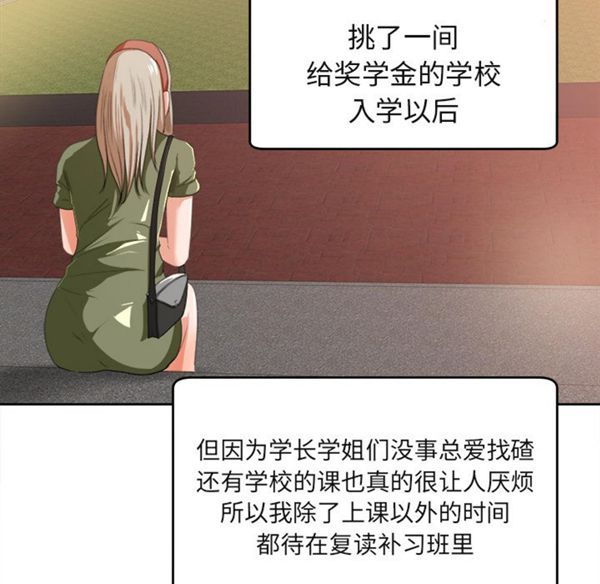 挑了一间
给奖学金的学校
入学以后
但因为学长学姐们没事总爱找碴
还有学校的课也真的很让人厌烦
所以我除了上课以外的时间
都待在复读补习班里